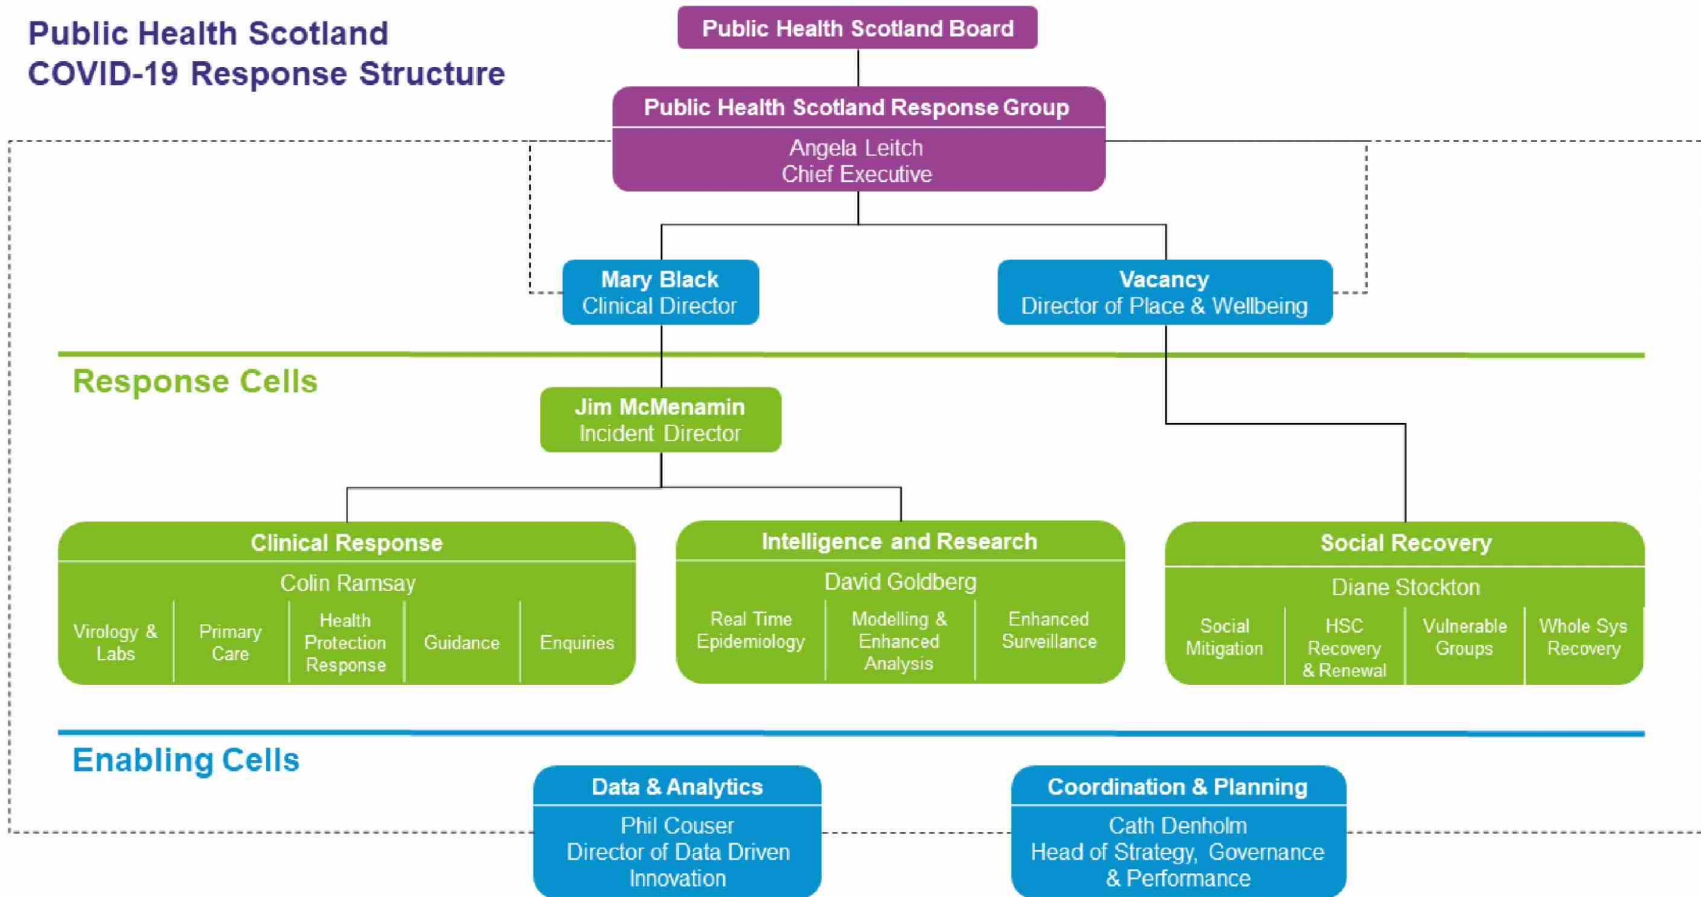 Public Health Scotland
COVID-19 Response Structure
Public Health Scotland Board
Public Health Scotland Response Group
Angela Leitch
Chief Executive
Mary Black
Clinical Director
Vacancy
Director of Place & Wellbeing
Response Cells
Jim McMenamin
Incident Director
Clinical Response
Colin Ramsay
Virology &
Labs
Primary
Care
Health
Protection
Response
Guidance
Enquiries
Intelligence and Research
David Goldberg
Real Time
Epidemiology
Modelling &
Enhanced
Analysis
Enhanced
Surveillance
Social Recovery
Diane Stockton
Social
Mitigation
HSC
Recovery
& Renewal
Vulnerable
Groups
Whole Sys
Recovery
Enabling Cells
Data & Analytics
Phil Couser
Director of Data Driven
Innovation
Coordination & Planning
Cath Denholm
Head of Strategy, Governance
& Performance